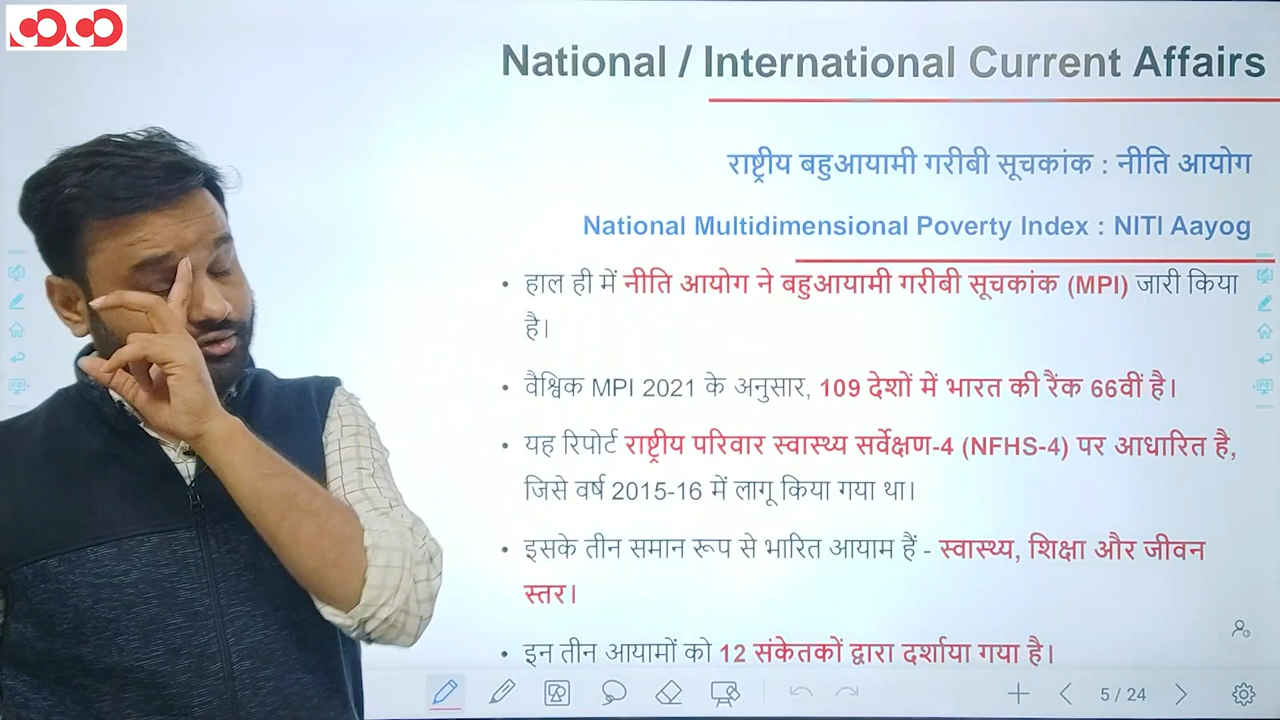 National / International Current Affairs
राष्ट्रीय बहुआयामी गरीबी सूचकांक : नीति आयोग
National Multidimensional Poverty Index : NITI Aayog
• हाल ही में नीति आयोग ने बहुआयामी गरीबी सूचकांक (MPI) जारी किया
है।
• वैश्विक MPI 2021 के अनुसार, 109 देशों में भारत की रैंक 66वीं है।
• यह रिपोर्ट राष्ट्रीय परिवार स्वास्थ्य सर्वेक्षण-4 (NFHS-4) पर आधारित है,
जिसे वर्ष 2015-16 में लागू किया गया था।
• इसके तीन समान रूप से भारित आयाम हैं - स्वास्थ्य, शिक्षा और जीवन
स्तर।
• इन तीन आयामों को 12 संकेतकों द्वारा दर्शाया गया है।
5 / 24